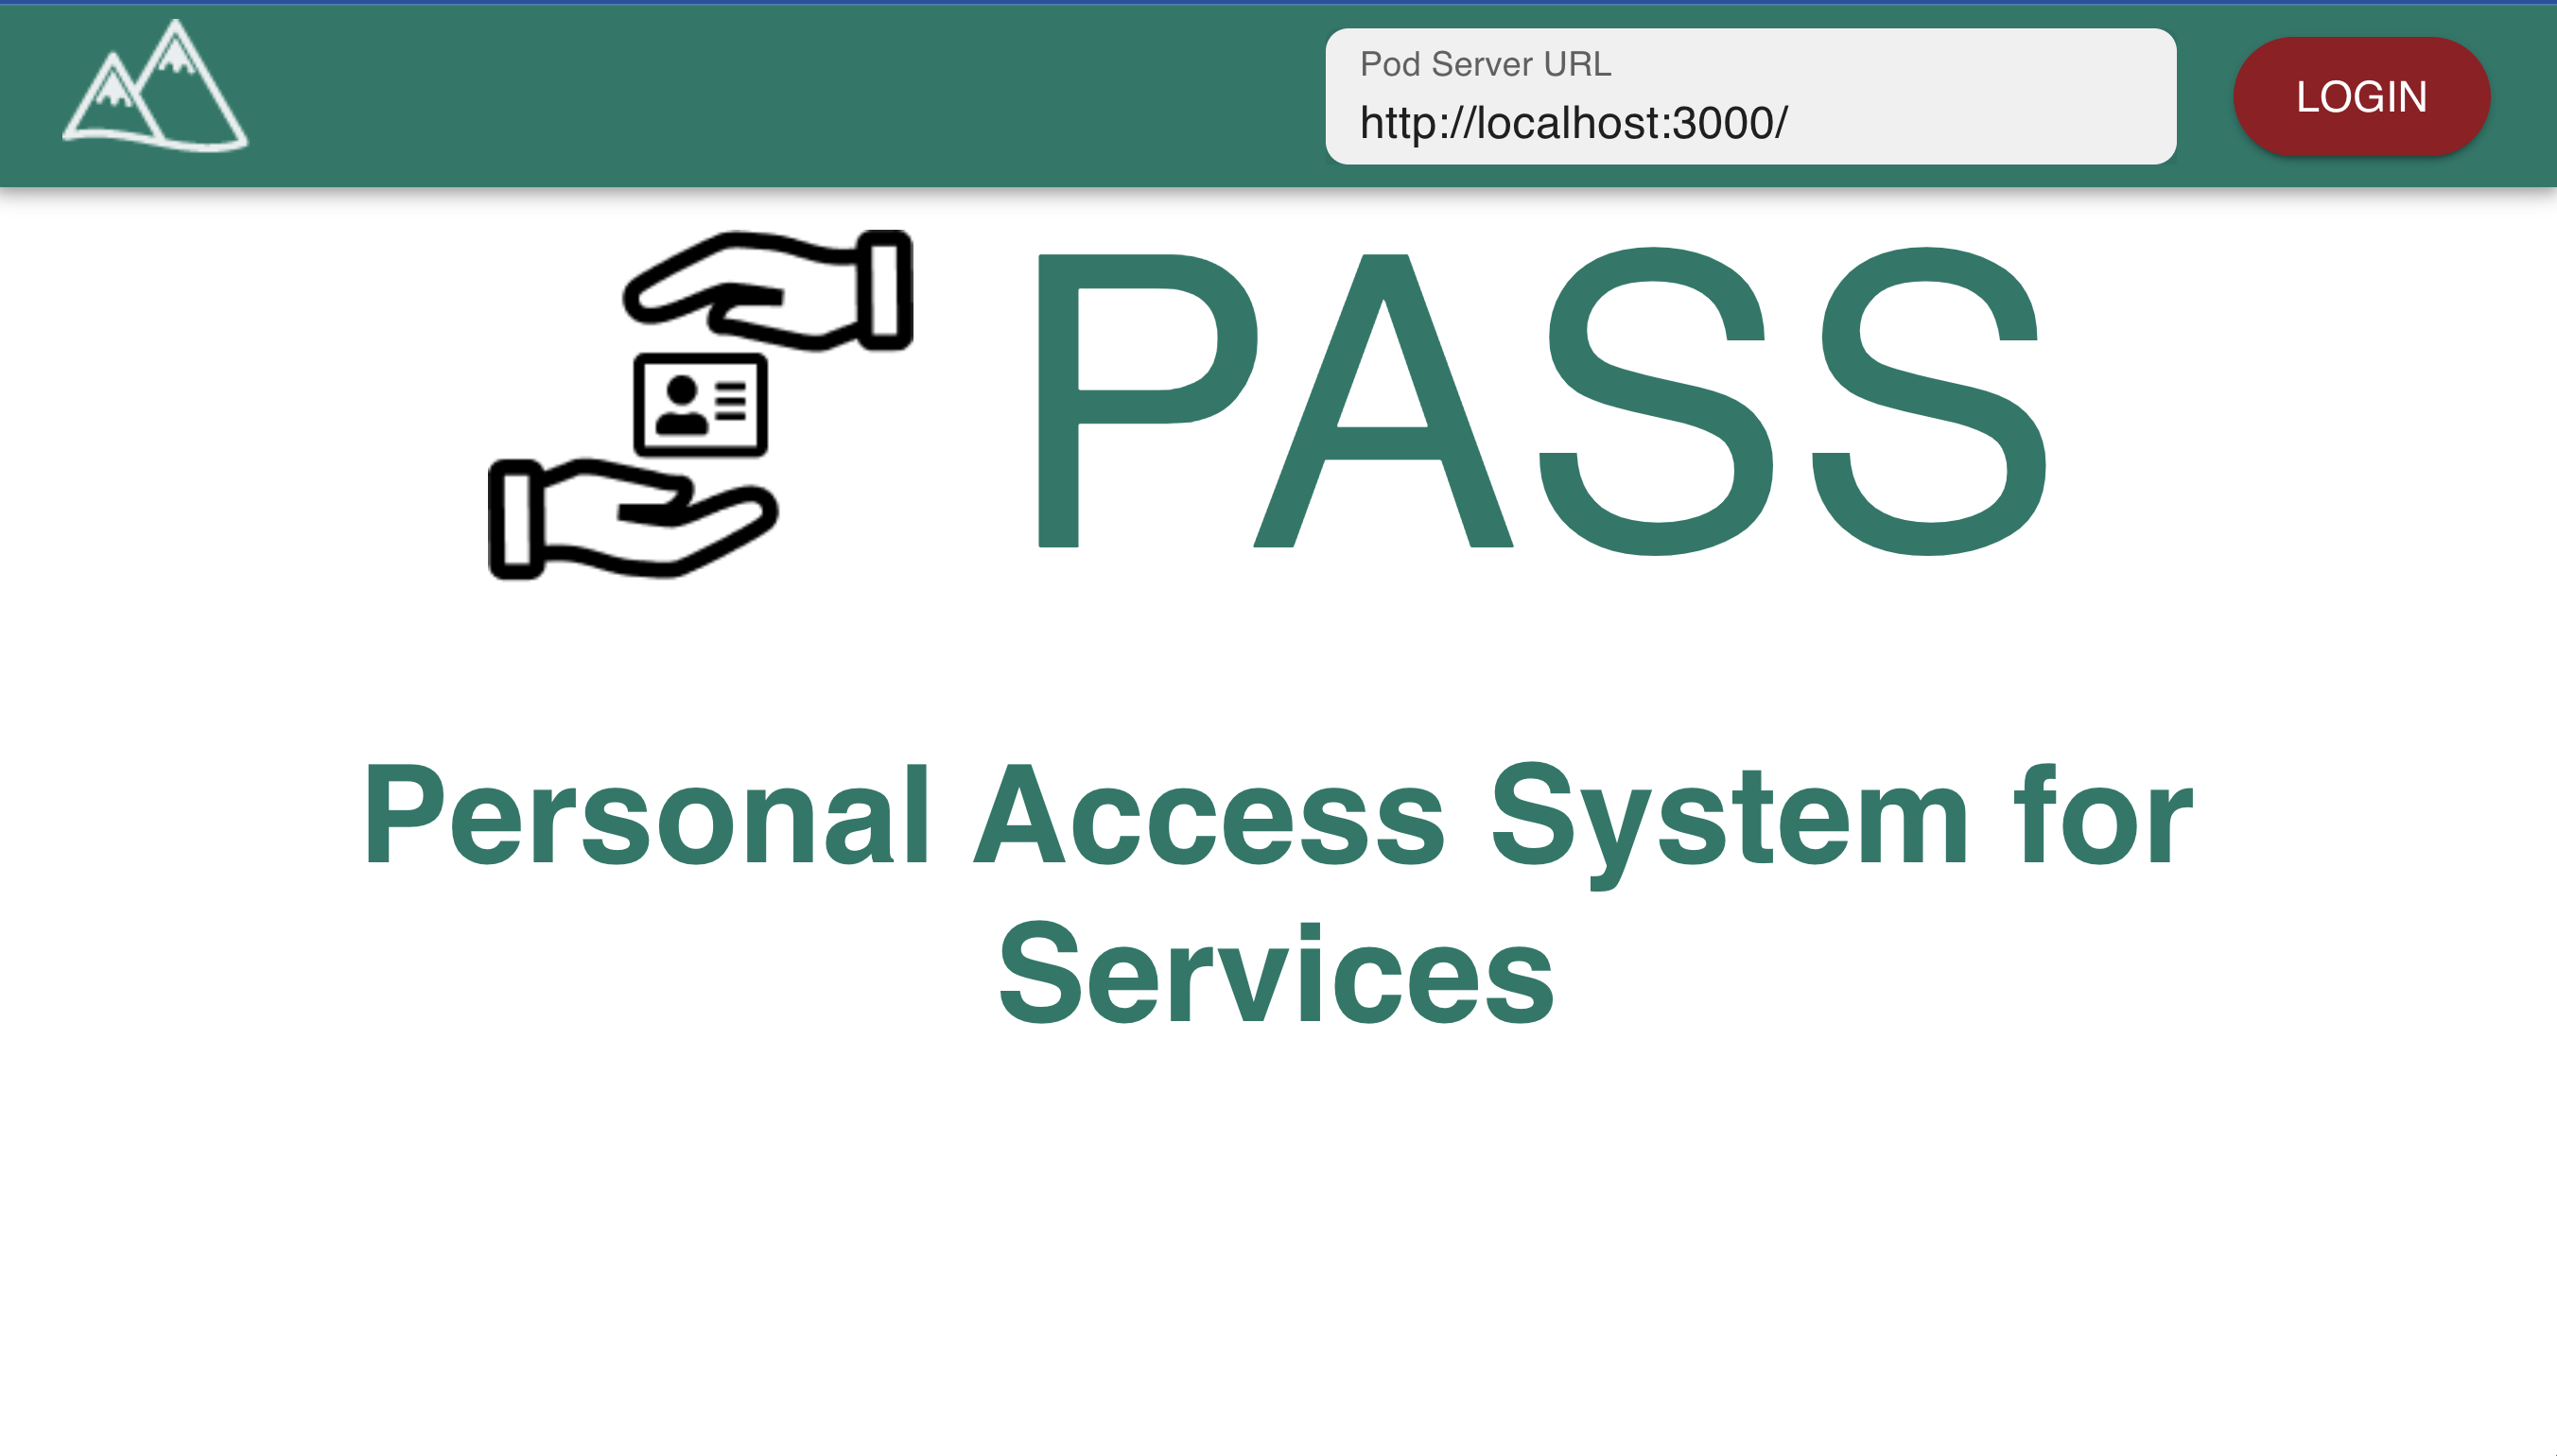 Pod Server URL
http://localhost:3000/
LOGIN
PASS
Personal Access System for
Services